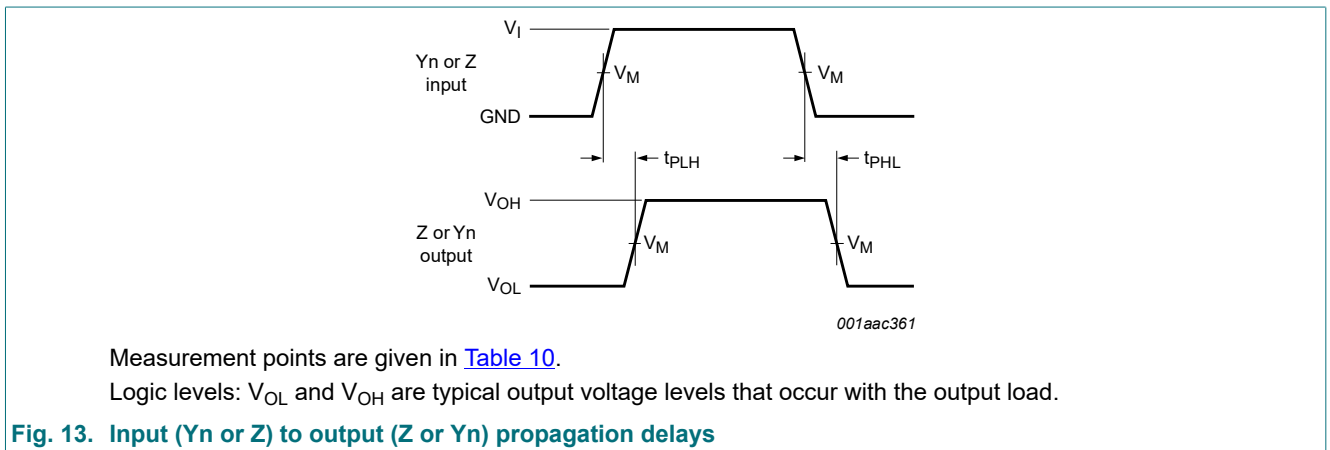 VI
Yn or Z
input
VM
VM
GND
tPLH
tPHL
VOH
Z or Yn
output
VM
VM
VOL
001aac361
Measurement points are given in Table 10.
Logic levels: VOL and VOH are typical output voltage levels that occur with the output load.
Fig. 13. Input (Yn or Z) to output (Z or Yn) propagation delays